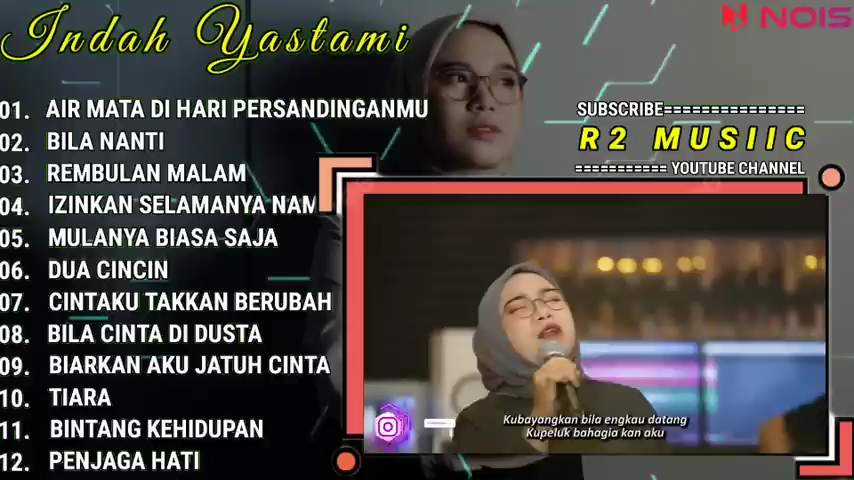 Indah Yastami
NOIS
01. AIR MATA DI HARI PERSANDINGANMU
02. BILA NANTI
03. REMBULAN MALAM
04. IZINKAN SELAMANYA NAM
05. MULANYA BIASA SAJA
06. DUA CINCIN
07. CINTAKU TAKKAN BERUBAH
08. BILA CINTA DI DUSTA
09. BIARKAN AKU JATUH CINTA
10. TIARA
11. BINTANG KEHIDUPAN
12. PENJAGA HATI
SUBSCRIBE===============
R2 MUSIIC
=========== YOUTUBE CHANNEL
Kubayangkan bila engkau datang
Kupeluk bahagia kan aku